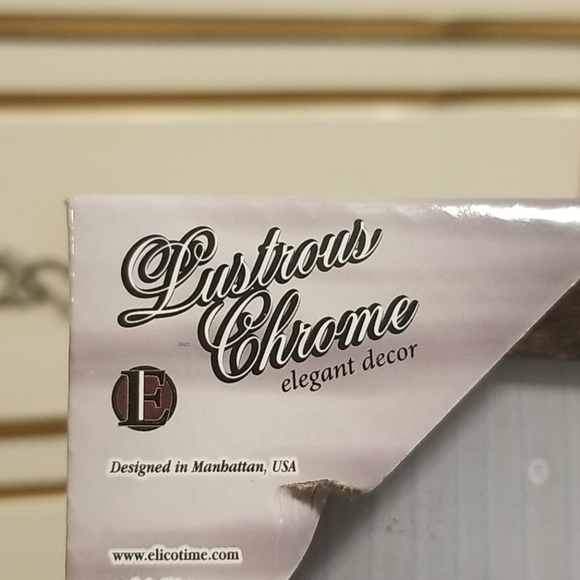 Lustrous
Chrome
elegant decor
E
Designed in Manhattan, USA
www.elicotime.com